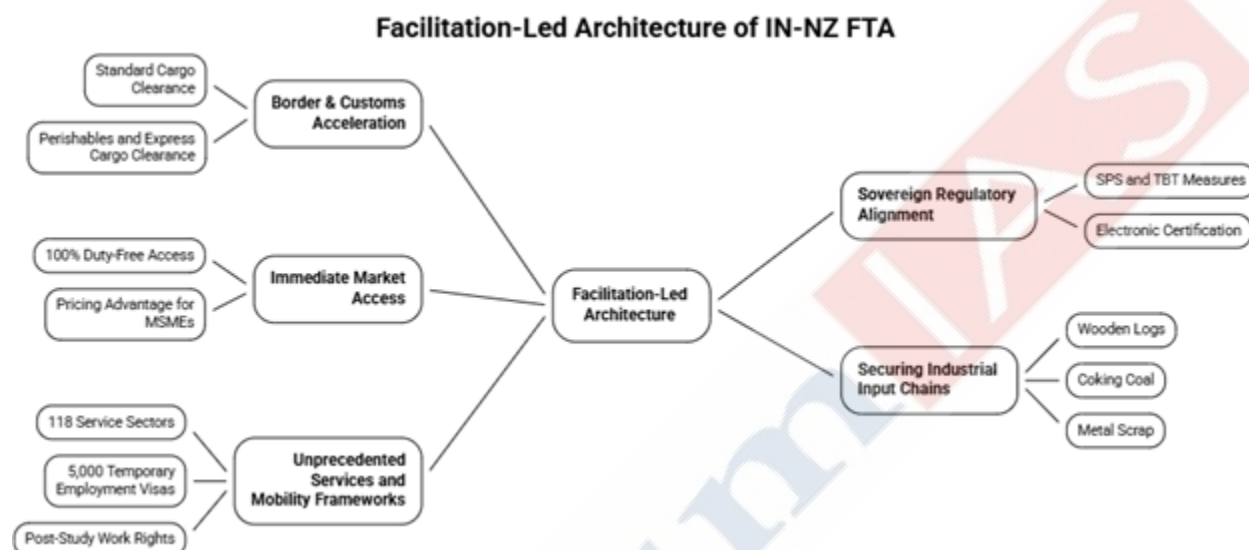 Facilitation-Led Architecture of IN-NZ FTA
Standard Cargo
Clearance
Perishables and Express
Cargo Clearance
Border & Customs
Acceleration
100% Duty-Free Access
Pricing Advantage for
MSMEs
Immediate Market
Access
118 Service Sectors
5,000 Temporary
Employment Visas
Post-Study Work Rights
Unprecedented
Services and
Mobility Frameworks
Facilitation-Led
Architecture
Sovereign Regulatory
Alignment
SPS and TBT Measures
Electronic Certification
Securing Industrial
Input Chains
Wooden Logs
Coking Coal
Metal Scrap
IAS